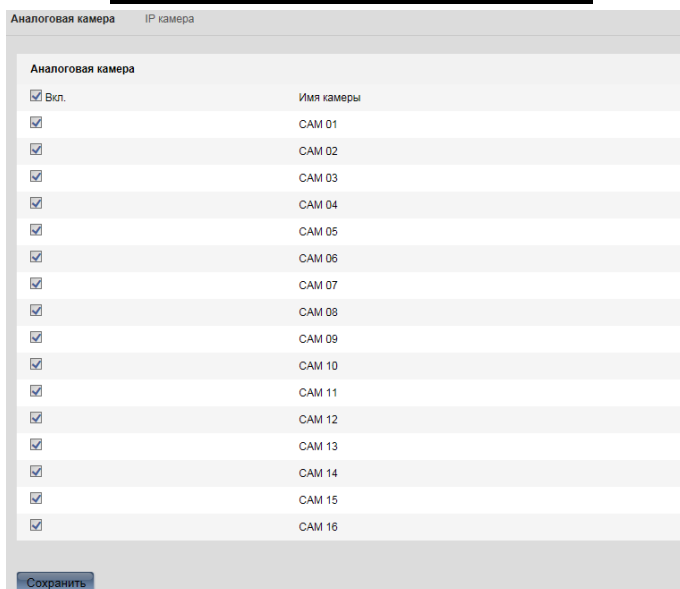 Аналоговая камера IP камера
Аналоговая камера
Вкл. Имя камеры
CAM 01
CAM 02
CAM 03
CAM 04
CAM 05
CAM 06
CAM 07
CAM 08
CAM 09
CAM 10
CAM 11
CAM 12
CAM 13
CAM 14
CAM 15
CAM 16
Сохранить